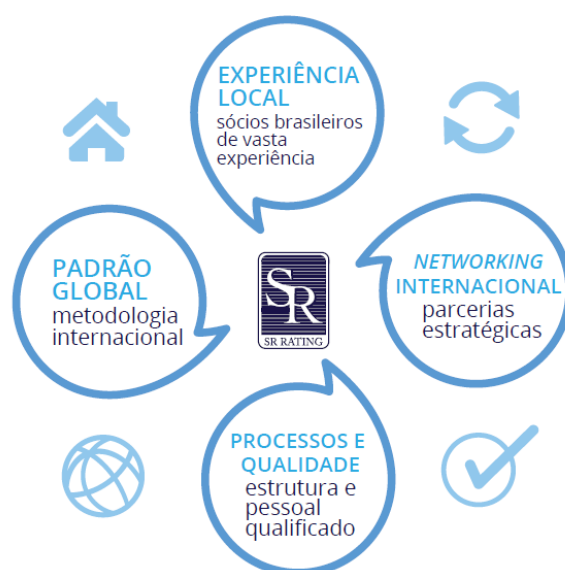 EXPERIÊNCIA
LOCAL
sócios brasileiros
de vasta
experiência
PADRÃO
GLOBAL
metodologia
internacional
SR
SR RATING
NETWORKING
INTERNACIONAL
parcerias
estratégicas
PROCESSOS E
QUALIDADE
estrutura e
pessoal
qualificado